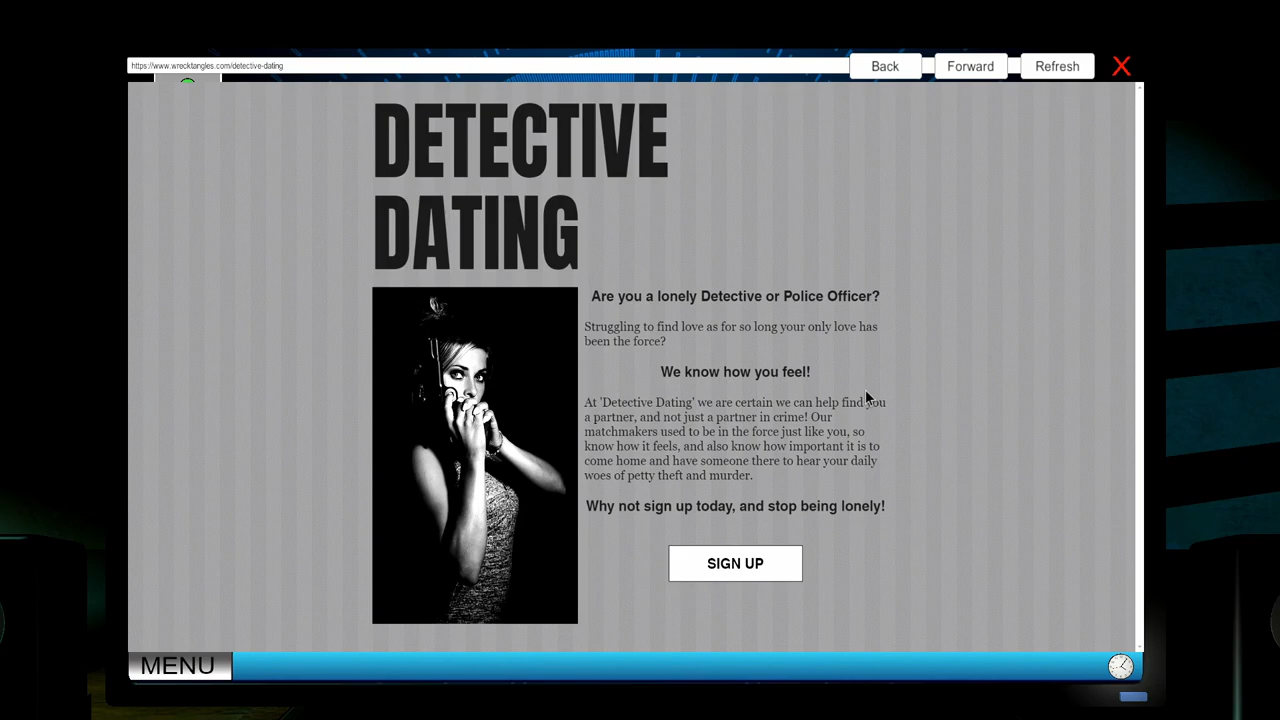 https://www.wrecktangles.com/detective-dating
Back
Forward
Refresh
X
DETECTIVE
DATING
Are you a lonely Detective or Police Officer?
Struggling to find love as for so long your only love has
been the force?
We know how you feel!
At 'Detective Dating' we are certain we can help find you
a partner, and not just a partner in crime! Our
matchmakers used to be in the force just like you, so
know how it feels, and also know how important it is to
come home and have someone there to hear your daily
woes of petty theft and murder.
Why not sign up today, and stop being lonely!
SIGN UP
MENU